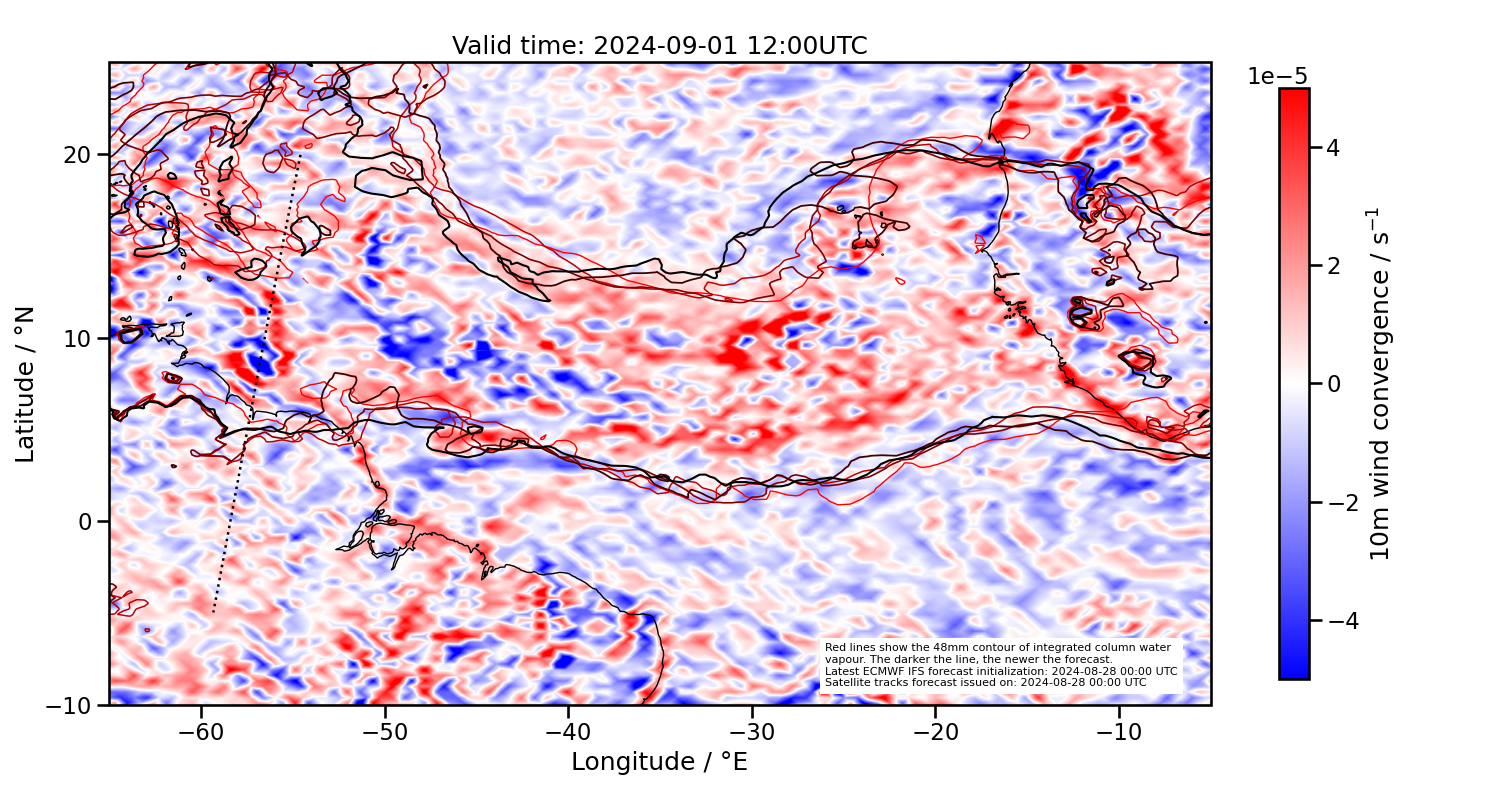 Valid time: 2024-09-01 12:00UTC
1e−5
20
10
0
−10
Latitude / °N
−60
−50
−40
−30
−20
−10
Longitude / °E
4
2
0
−2
−4
10m wind convergence / s⁻¹
Red lines show the 48mm contour of integrated column water
vapour. The darker the line, the newer the forecast.
Latest ECMWF IFS forecast initialization: 2024-08-28 00:00 UTC
Satellite tracks forecast issued on: 2024-08-28 00:00 UTC